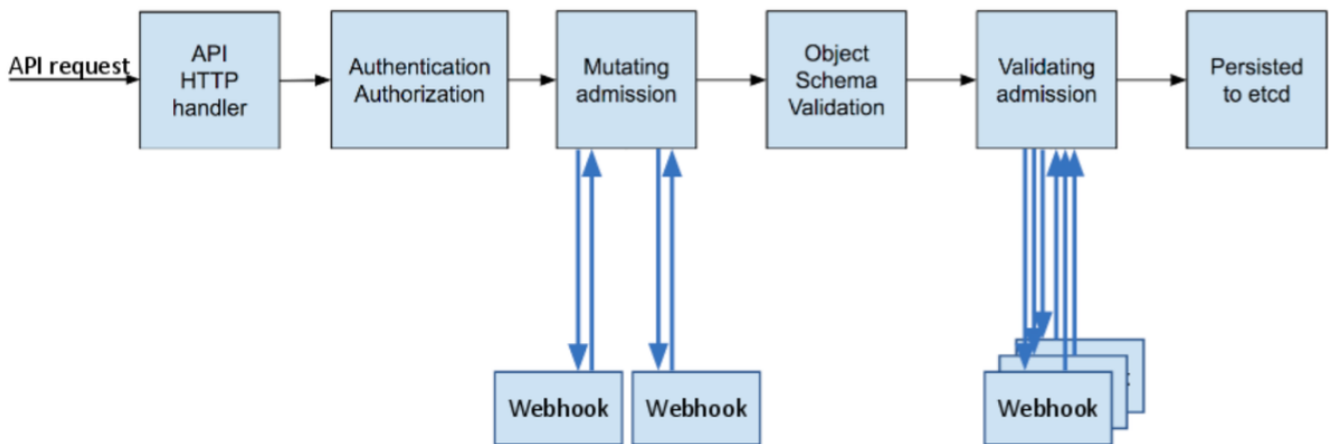 API request
API
HTTP
handler
Authentication
Authorization
Mutating
admission
Object
Schema
Validation
Validating
admission
Persisted
to etcd
Webhook
Webhook
Webhook